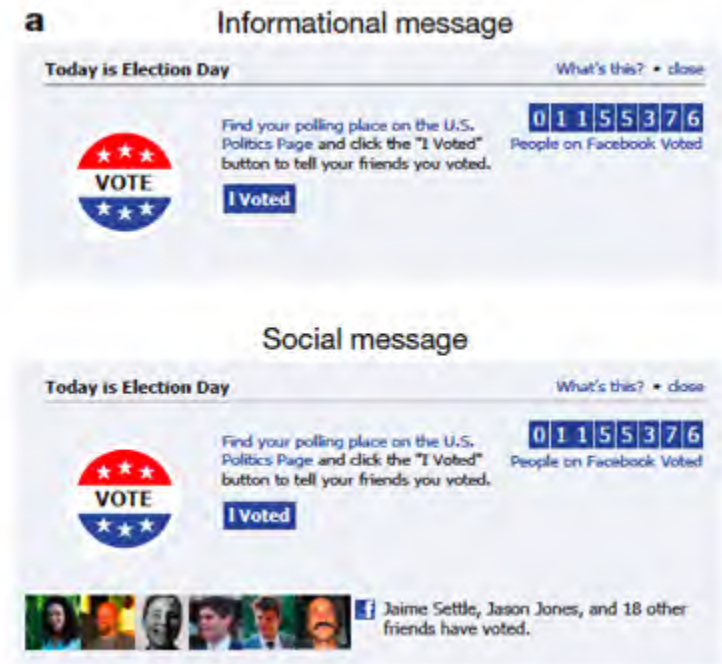 a
Informational message
Today is Election Day
What's this? • close
Find your polling place on the U.S.
Politics Page and click the "I Voted"
button to tell your friends you voted.
I Voted
0 1 1 5 5 3 7 6
People on Facebook Voted
VOTE
Social message
Today is Election Day
What's this? • close
Find your polling place on the U.S.
Politics Page and click the "I Voted"
button to tell your friends you voted.
I Voted
0 1 1 5 5 3 7 6
People on Facebook Voted
VOTE
f
Jaime Settle, Jason Jones, and 18 other
friends have voted.